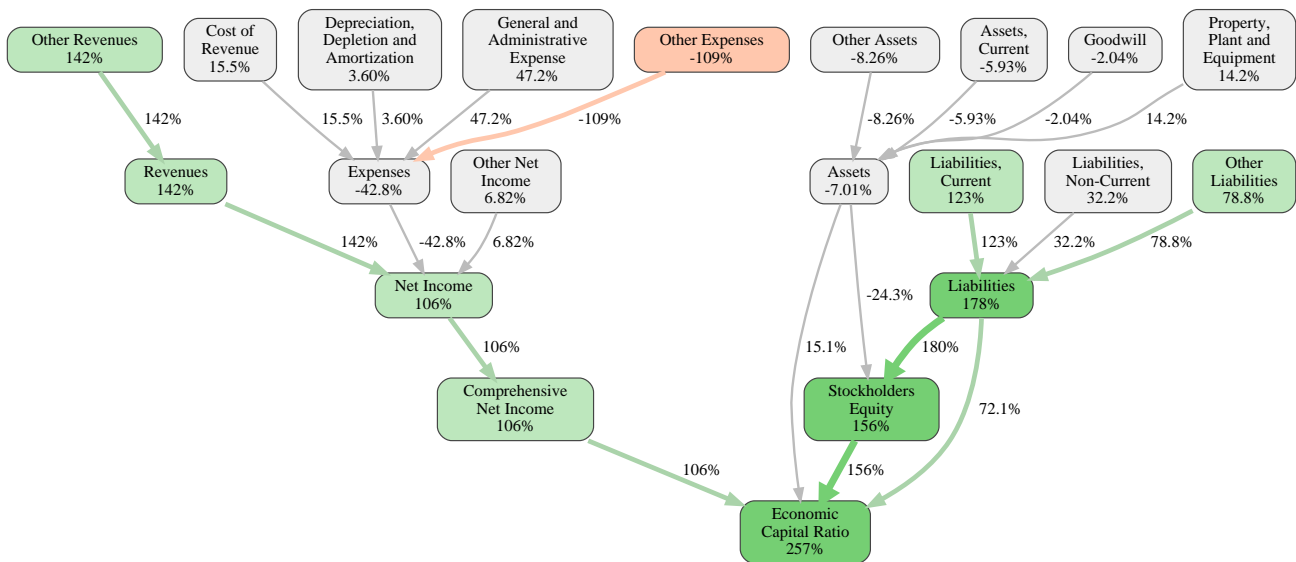 Other Revenues
142%
Cost of
Revenue
15.5%
Depreciation,
Depletion and
Amortization
3.60%
General and
Administrative
Expense
47.2%
Other Expenses
-109%
Other Assets
-8.26%
Assets,
Current
-5.93%
Goodwill
-2.04%
Property,
Plant and
Equipment
14.2%
142%
15.5%
3.60%
47.2%
-109%
-8.26%
-5.93%
-2.04%
14.2%
Revenues
142%
Expenses
-42.8%
Other Net
Income
6.82%
Assets
-7.01%
Liabilities,
Current
123%
Liabilities,
Non-Current
32.2%
Other
Liabilities
78.8%
142%
-42.8%
6.82%
123%
32.2%
78.8%
Net Income
106%
-24.3%
Liabilities
178%
106%
15.1%
180%
Comprehensive
Net Income
106%
Stockholders
Equity
156%
72.1%
106%
156%
Economic
Capital Ratio
257%